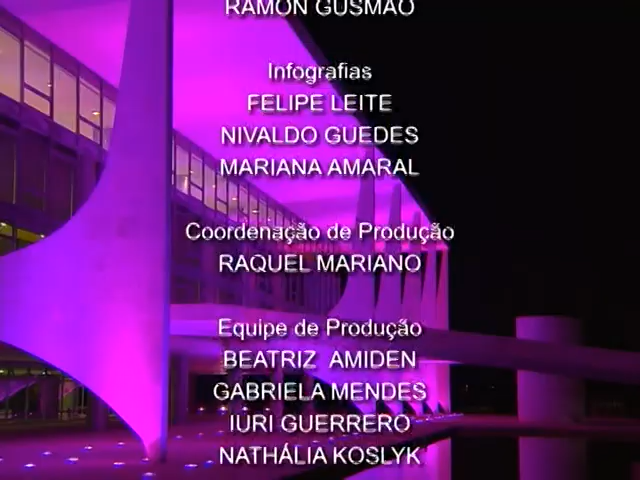 RAMON GUSMÃO
Infografias
FELIPE LEITE
NIVALDO GUEDES
MARIANA AMARAL
Coordenação de Produção
RAQUEL MARIANO
Equipe de Produção
BEATRIZ AMIDEN
GABRIELA MENDES
IURI GUERRERO
NATHÁLIA KOSLYK